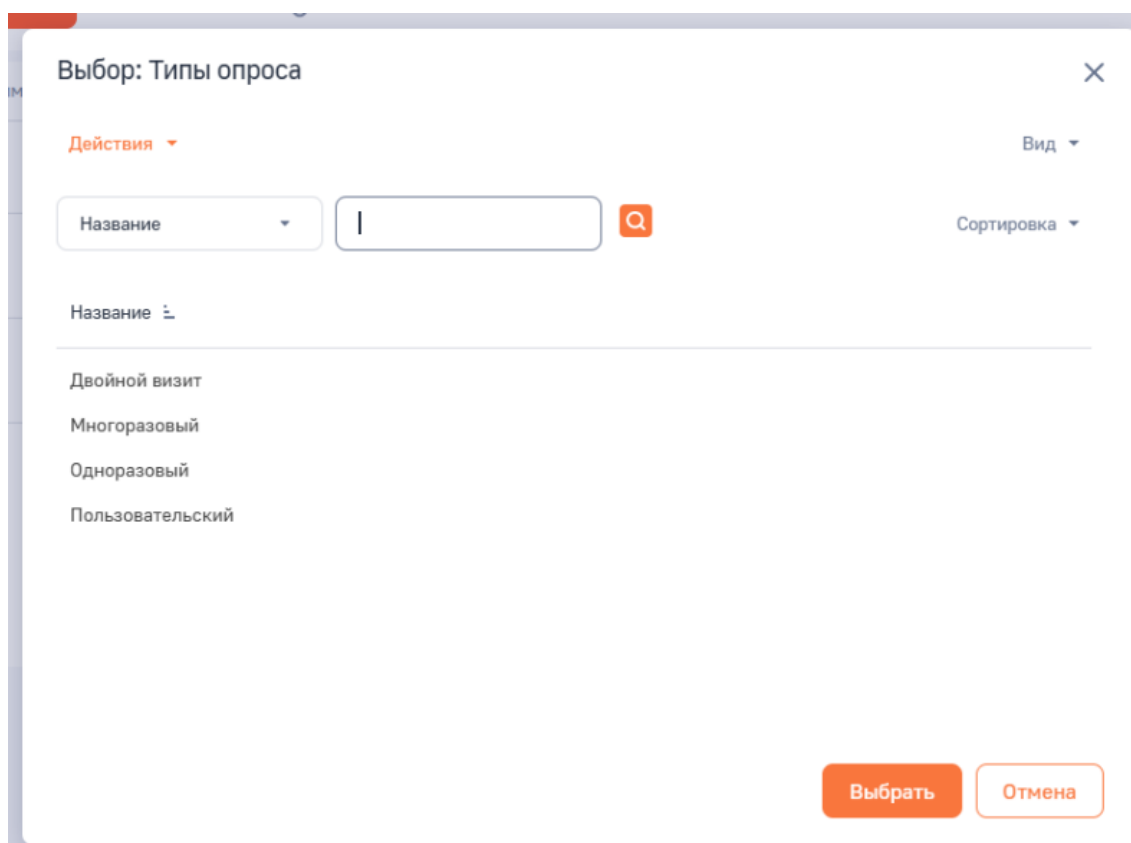 Выбор: Типы опроса
Действия
Вид
Название
Сортировка
Название
Двойной визит
Многоразовый
Одноразовый
Пользовательский
Выбрать Отмена